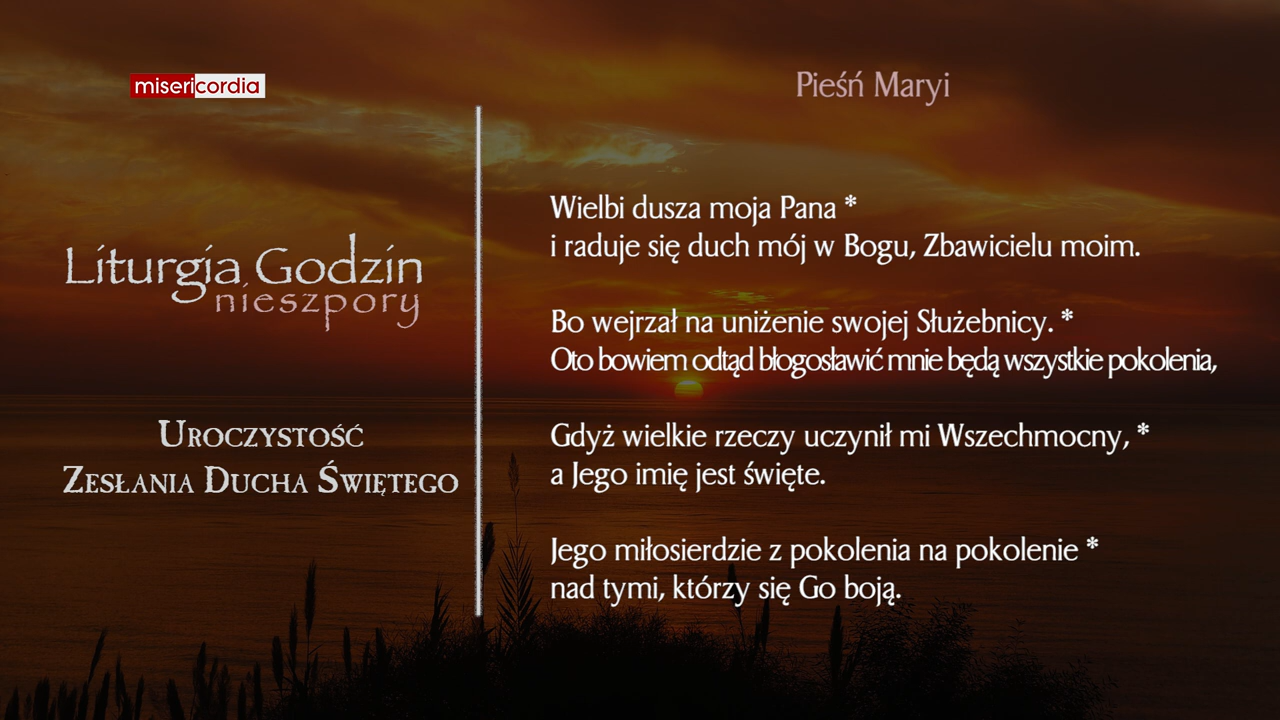 misericordia
Liturgia Godzin
nieszpory
Uroczystość
Zesłania Ducha Świętego
Pieśń Maryi
Wielbi dusza moja Pana *
i raduje się duch mój w Bogu, Zbawicielu moim.
Bo wejrzał na uniżenie swojej Służebnicy. *
Oto bowiem odtąd błogosławić mnie będą wszystkie pokolenia,
Gdyż wielkie rzeczy uczynił mi Wszechmocny, *
a Jego imię jest święte.
Jego miłosierdzie z pokolenia na pokolenie *
nad tymi, którzy się Go boją.